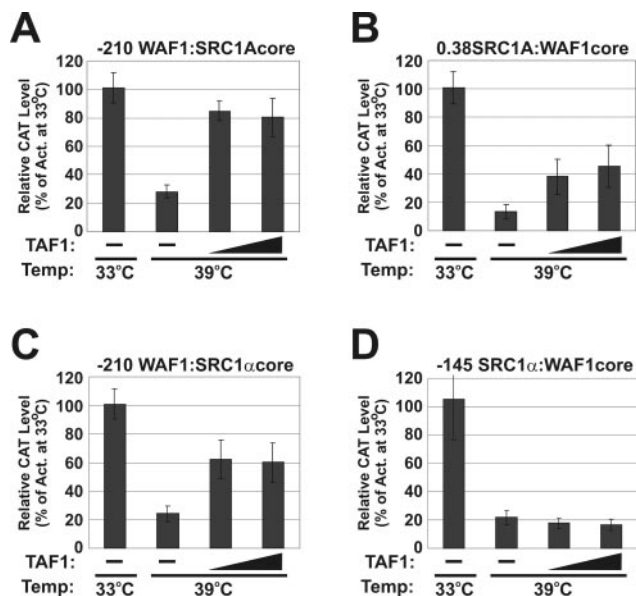 A
-210 WAF1:SRC1Acore
Relative CAT Level
(% of Act. at 33°C)
120
100
80
60
40
20
0
TAF1: – –
Temp: 33°C 39°C
B
0.38SRC1A:WAF1core
Relative CAT Level
(% of Act. at 33°C)
120
100
80
60
40
20
0
TAF1: – –
Temp: 33°C 39°C
C
-210 WAF1:SRC1αcore
Relative CAT Level
(% of Act. at 33°C)
120
100
80
60
40
20
0
TAF1: – –
Temp: 33°C 39°C
D
-145 SRC1α:WAF1core
Relative CAT Level
(% of Act. at 33°C)
120
100
80
60
40
20
0
TAF1: – –
Temp: 33°C 39°C